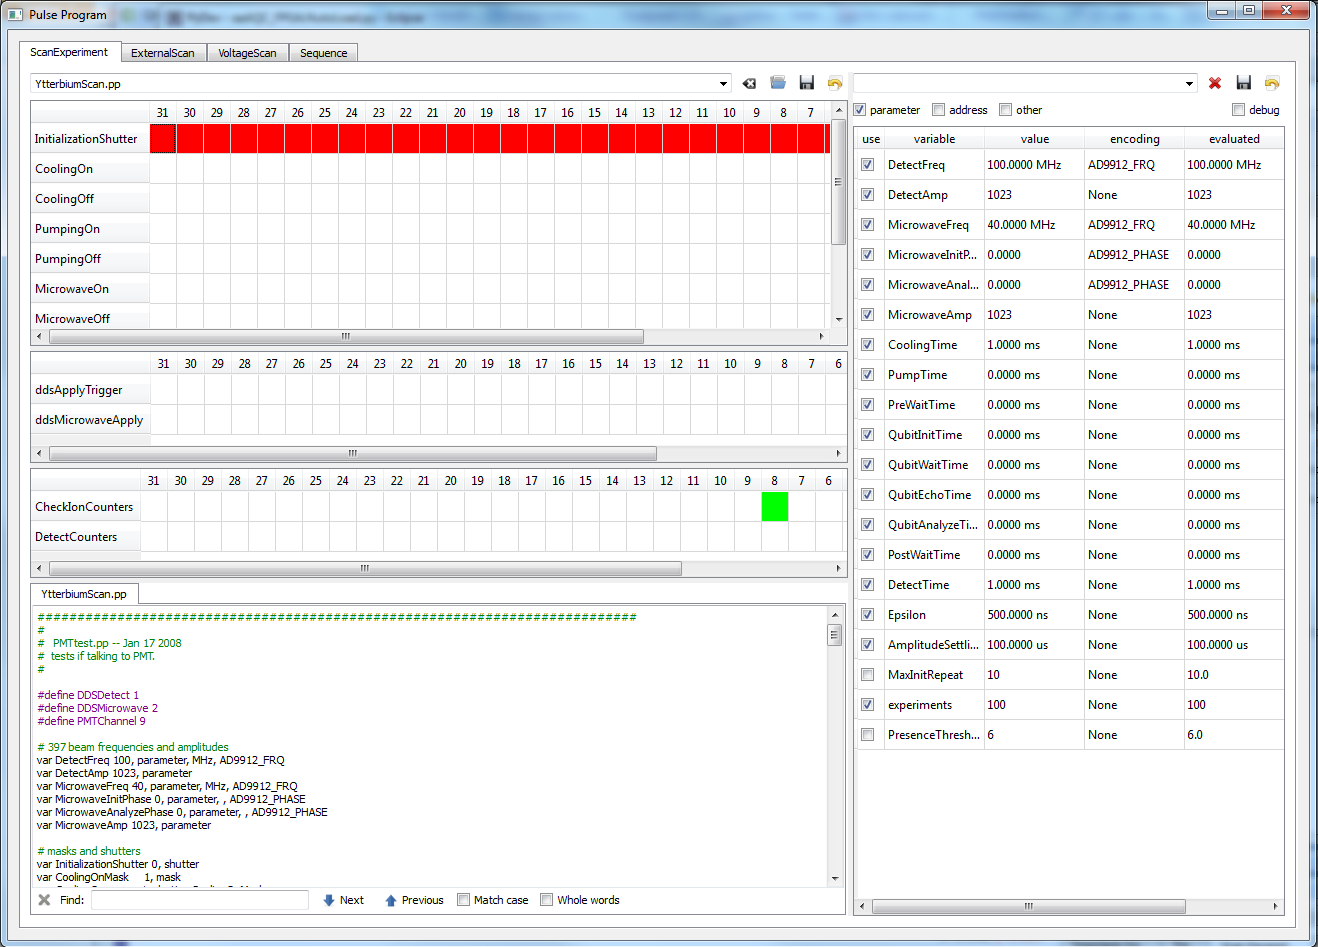 Pulse Program
ScanExperiment ExternalScan VoltageScan Sequence
YtterbiumScan.pp
parameter address other debug
31 30 29 28 27 26 25 24 23 22 21 20 19 18 17 16 15 14 13 12 11 10 9 8 7
InitializationShutter
CoolingOn
CoolingOff
PumpingOn
PumpingOff
MicrowaveOn
MicrowaveOff
31 30 29 28 27 26 25 24 23 22 21 20 19 18 17 16 15 14 13 12 11 10 9 8 7 6
ddsApplyTrigger
ddsMicrowaveApply
31 30 29 28 27 26 25 24 23 22 21 20 19 18 17 16 15 14 13 12 11 10 9 8 7 6
CheckIonCounters
DetectCounters
YtterbiumScan.pp
###########################################################################
#
# PMTtest.pp -- Jan 17 2008
# tests if talking to PMT.
#
#define DDSDetect 1
#define DDSMicrowave 2
#define PMTChannel 9
# 397 beam frequencies and amplitudes
var DetectFreq 100, parameter, MHz, AD9912_FRQ
var DetectAmp 1023, parameter
var MicrowaveFreq 40, parameter, MHz, AD9912_FRQ
var MicrowaveInitPhase 0, parameter, , AD9912_PHASE
var MicrowaveAnalyzePhase 0, parameter, , AD9912_PHASE
var MicrowaveAmp 1023, parameter
# masks and shutters
var InitializationShutter 0, shutter
var CoolingOnMask 1, mask
Find: Next Previous Match case Whole words
use variable value encoding evaluated
DetectFreq 100.0000 MHz AD9912_FRQ 100.0000 MHz
DetectAmp 1023 None 1023
MicrowaveFreq 40.0000 MHz AD9912_FRQ 40.0000 MHz
MicrowaveInitP... 0.0000 AD9912_PHASE 0.0000
MicrowaveAnal... 0.0000 AD9912_PHASE 0.0000
MicrowaveAmp 1023 None 1023
CoolingTime 1.0000 ms None 1.0000 ms
PumpTime 0.0000 ms None 0.0000 ms
PreWaitTime 0.0000 ms None 0.0000 ms
QubitInitTime 0.0000 ms None 0.0000 ms
QubitWaitTime 0.0000 ms None 0.0000 ms
QubitEchoTime 0.0000 ms None 0.0000 ms
QubitAnalyzeTi... 0.0000 ms None 0.0000 ms
PostWaitTime 0.0000 ms None 0.0000 ms
DetectTime 1.0000 ms None 1.0000 ms
Epsilon 500.0000 ns None 500.0000 ns
AmplitudeSettli... 100.0000 us None 100.0000 us
MaxInitRepeat 10 None 10.0
experiments 100 None 100
PresenceThresh... 6 None 6.0